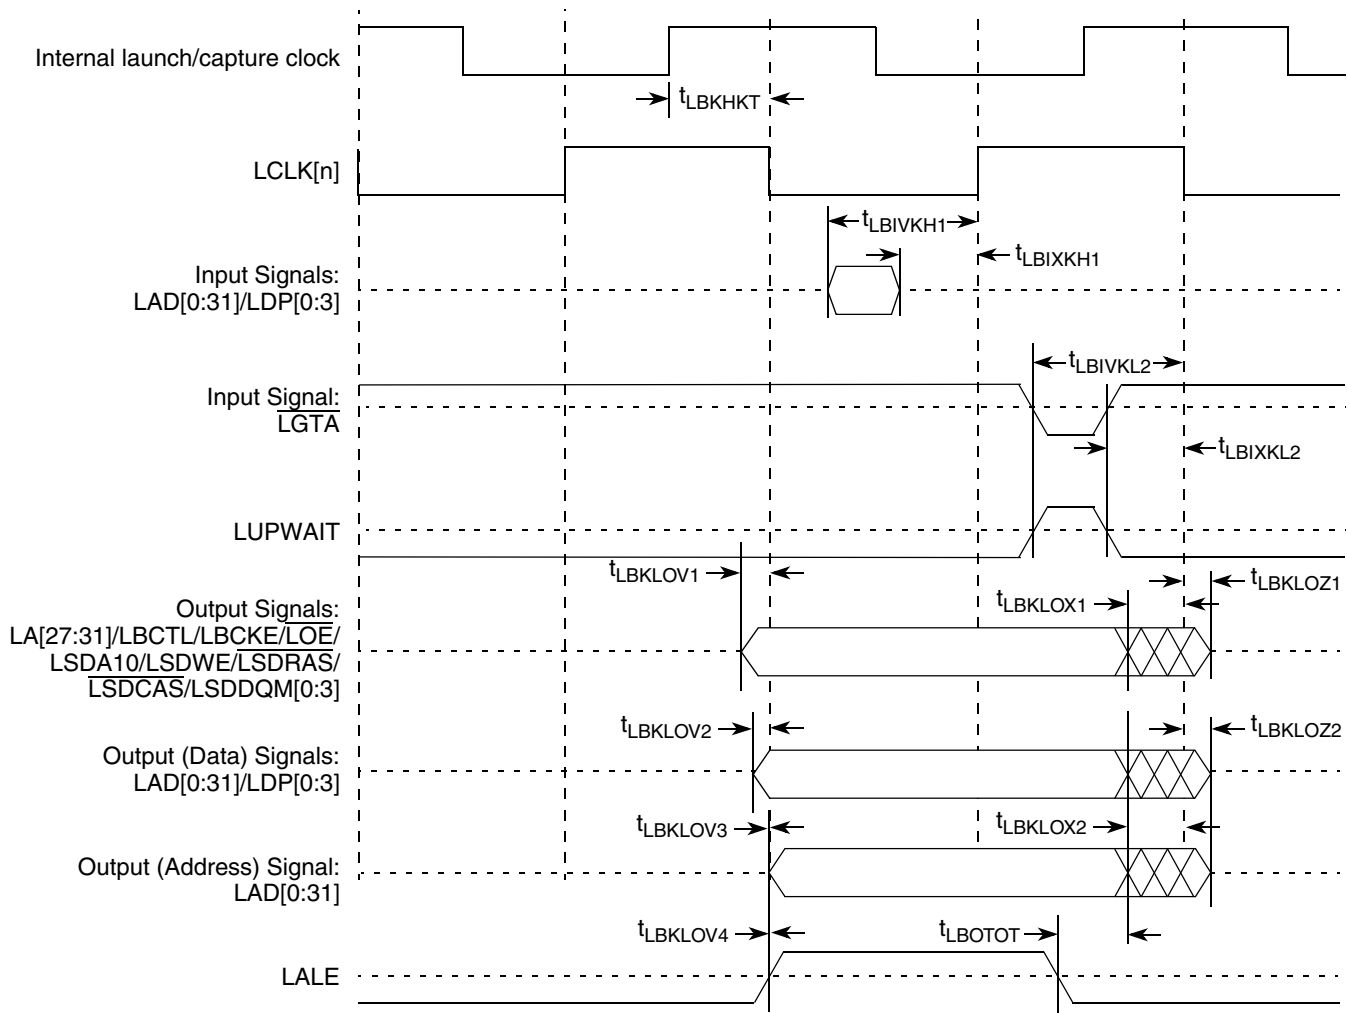 Internal launch/capture clock
tLBKHKT
LCLK[n]
tLBIVKH1
tLBIXKH1
Input Signals:
LAD[0:31]/LDP[0:3]
tLBIVKL2
Input Signal:
LGTA
tLBIXKL2
LUPWAIT
tLBKLOV1
tLBKLOZ1
tLBKLOX1
Output Signals:
LA[27:31]/LBCTL/LBCKE/LOE/
LSDA10/LSDWE/LSDRAS/
LSDCAS/LSDDQM[0:3]
tLBKLOV2
tLBKLOZ2
Output (Data) Signals:
LAD[0:31]/LDP[0:3]
tLBKLOV3
tLBKLOX2
Output (Address) Signal:
LAD[0:31]
tLBKLOV4
tLBOTOT
LALE